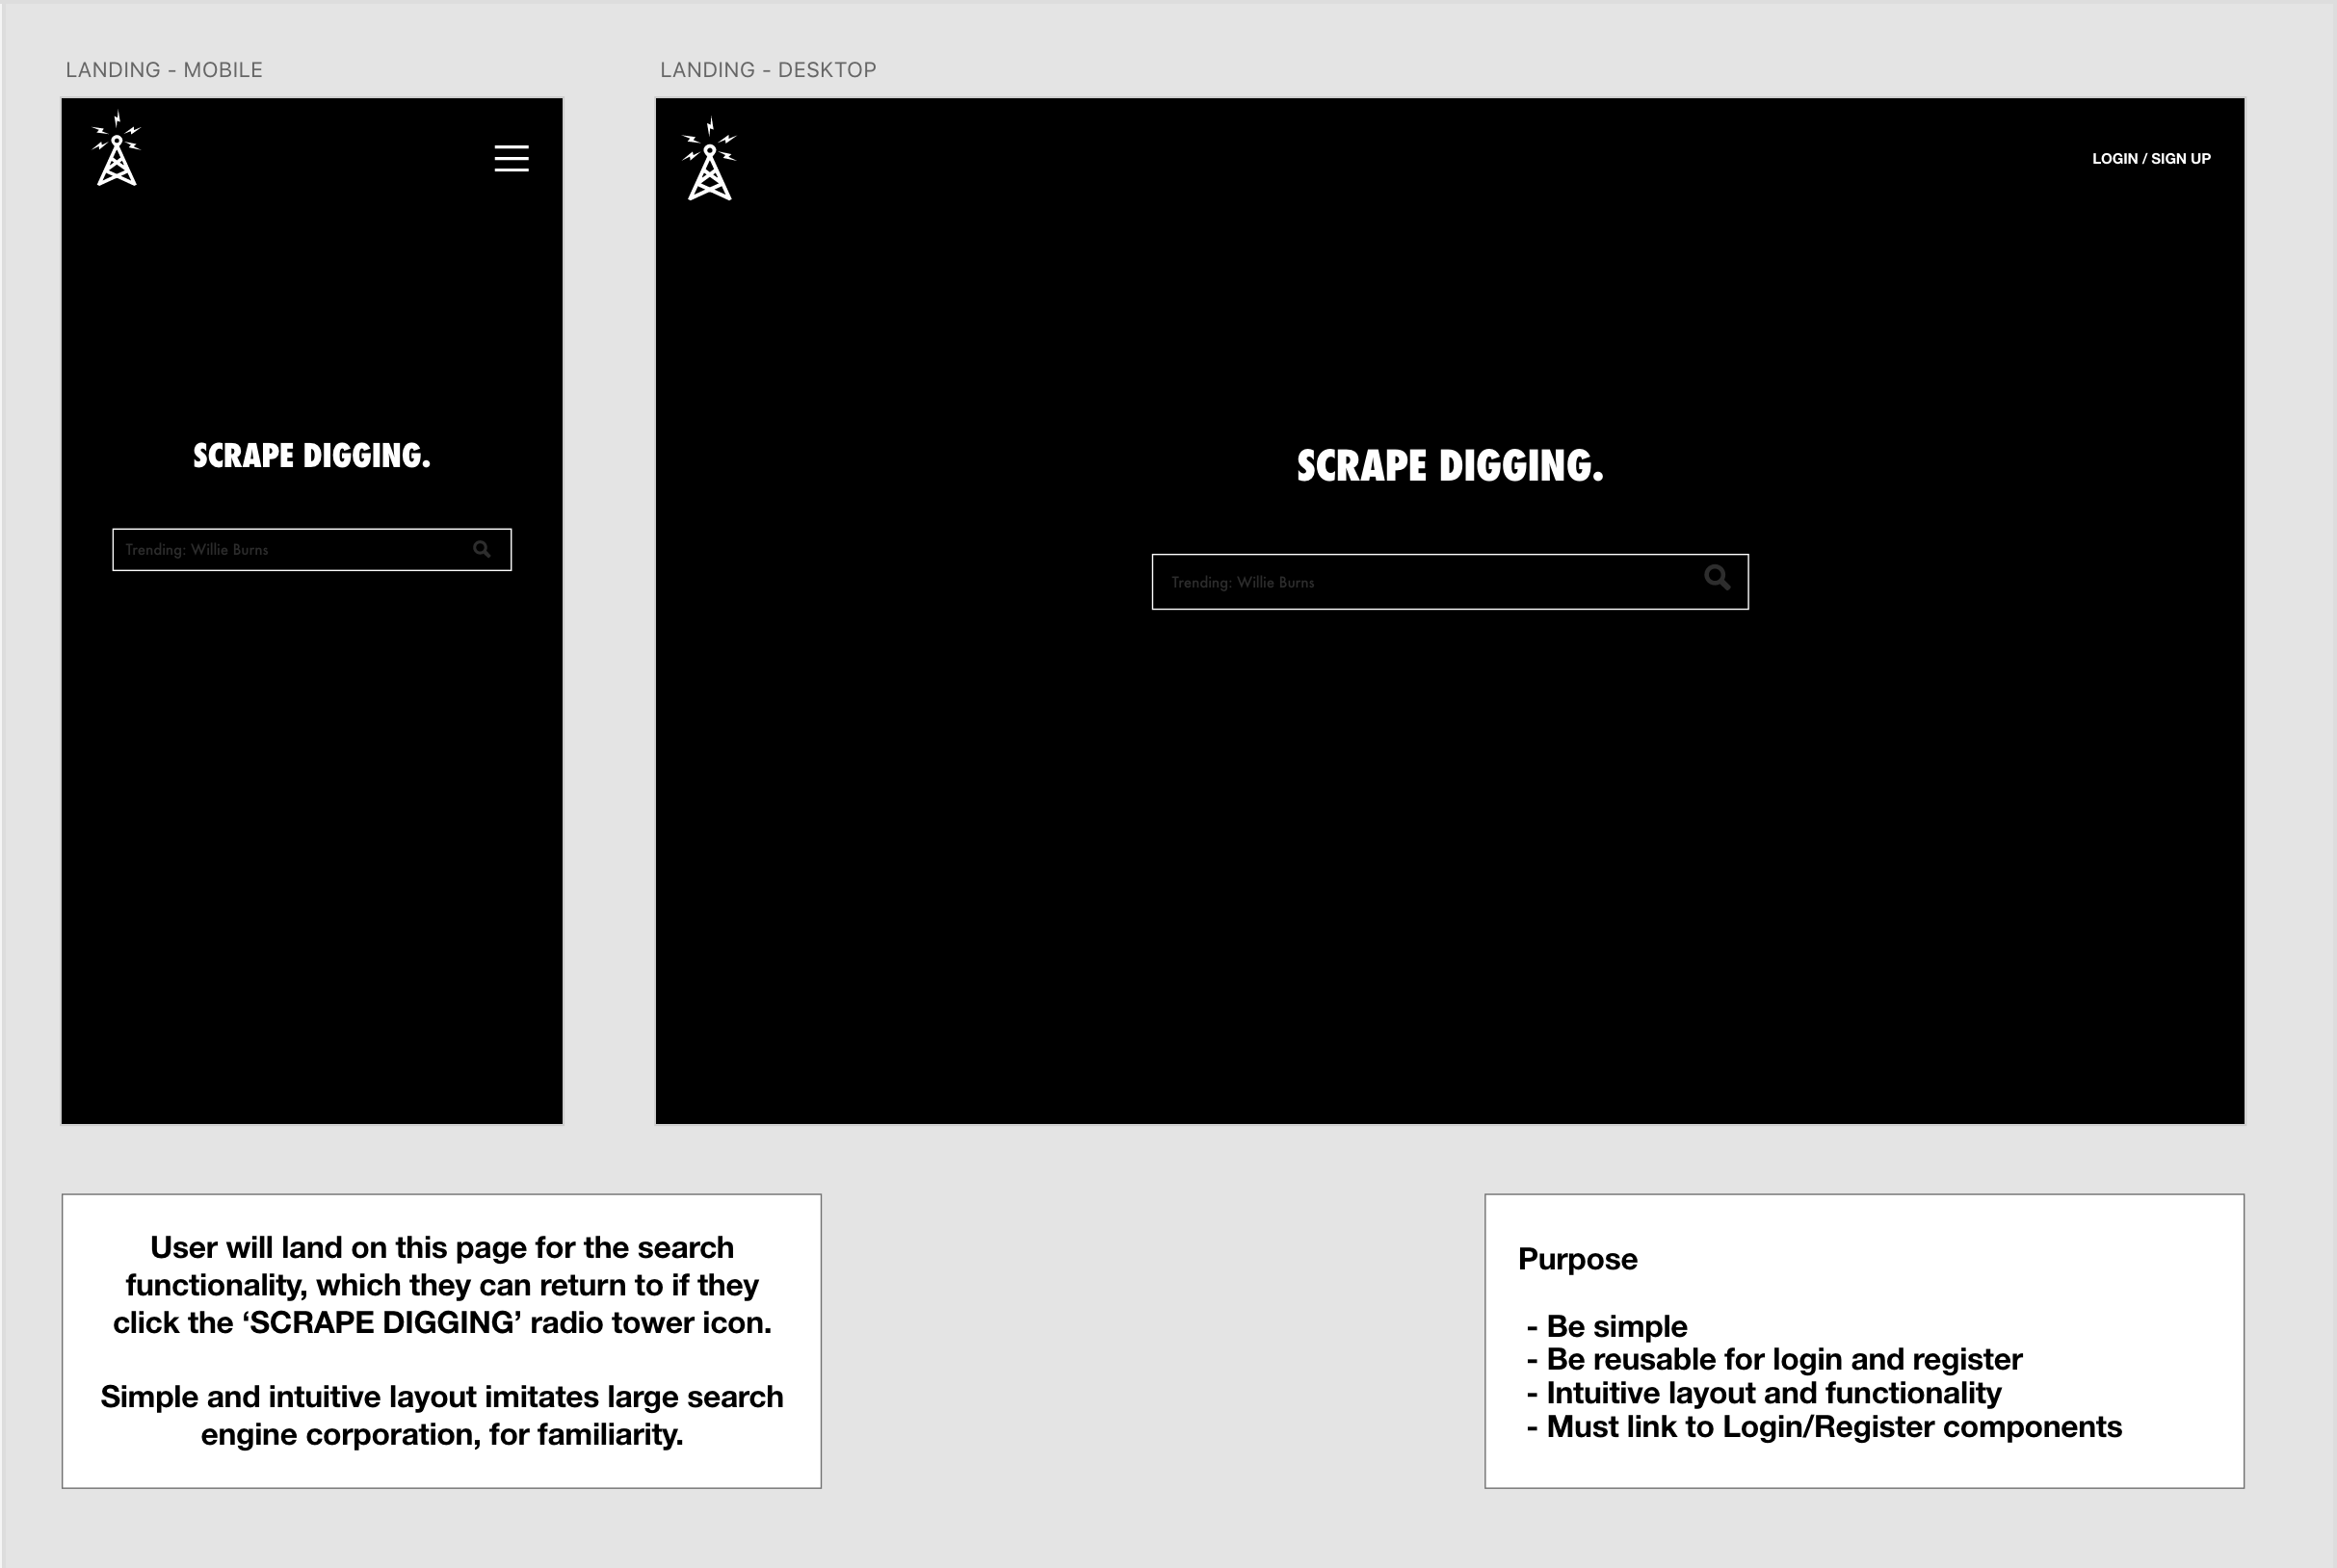 LANDING - MOBILE
LANDING - DESKTOP
LOGIN / SIGN UP
SCRAPE DIGGING.
Trending: Willie Burns
SCRAPE DIGGING.
Trending: Willie Burns
User will land on this page for the search
functionality, which they can return to if they
click the ‘SCRAPE DIGGING’ radio tower icon.
Simple and intuitive layout imitates large search
engine corporation, for familiarity.
Purpose
- Be simple
- Be reusable for login and register
- Intuitive layout and functionality
- Must link to Login/Register components